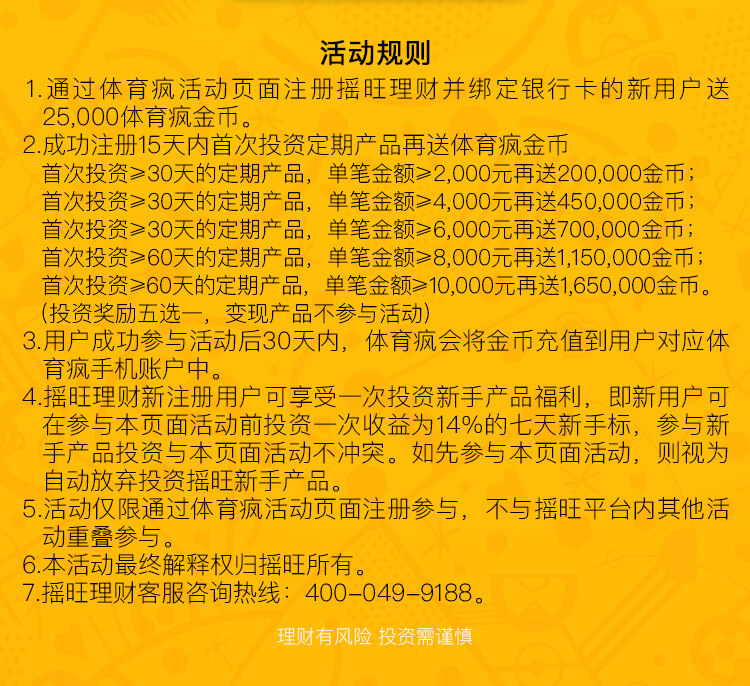 活动规则
1.通过体育疯活动页面注册摇旺理财并绑定银行卡的新用户送
25,000体育疯金币。
2.成功注册15天内首次投资定期产品再送体育疯金币
首次投资≥30天的定期产品，单笔金额≥2,000元再送200,000金币；
首次投资≥30天的定期产品，单笔金额≥4,000元再送450,000金币；
首次投资≥30天的定期产品，单笔金额≥6,000元再送700,000金币；
首次投资≥60天的定期产品，单笔金额≥8,000元再送1,150,000金币；
首次投资≥60天的定期产品，单笔金额≥10,000元再送1,650,000金币。
(投资奖励五选一，变现产品不参与活动)
3.用户成功参与活动后30天内，体育疯会将金币充值到用户对应体
育疯手机账户中。
4.摇旺理财新注册用户可享受一次投资新手产品福利，即新用户可
在参与本页面活动前投资一次收益为14%的七天新手标，参与新
手产品投资与本页面活动不冲突。如先参与本页面活动，则视为
自动放弃投资摇旺新手产品。
5.活动仅限通过体育疯活动页面注册参与，不与摇旺平台内其他活
动重叠参与。
6.本活动最终解释权归摇旺所有。
7.摇旺理财客服咨询热线：400-049-9188。
理财有风险 投资需谨慎